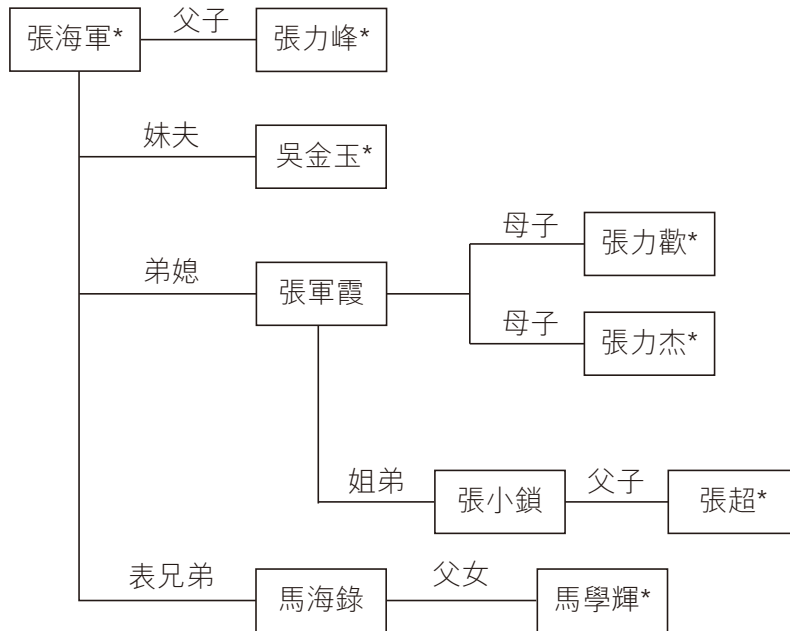 張海軍*
父子
張力峰*
妹夫
吳金玉*
弟媳
張軍霞
母子
張力歡*
母子
張力杰*
姐弟
張小鎖
父子
張超*
表兄弟
馬海錄
父女
馬學輝*